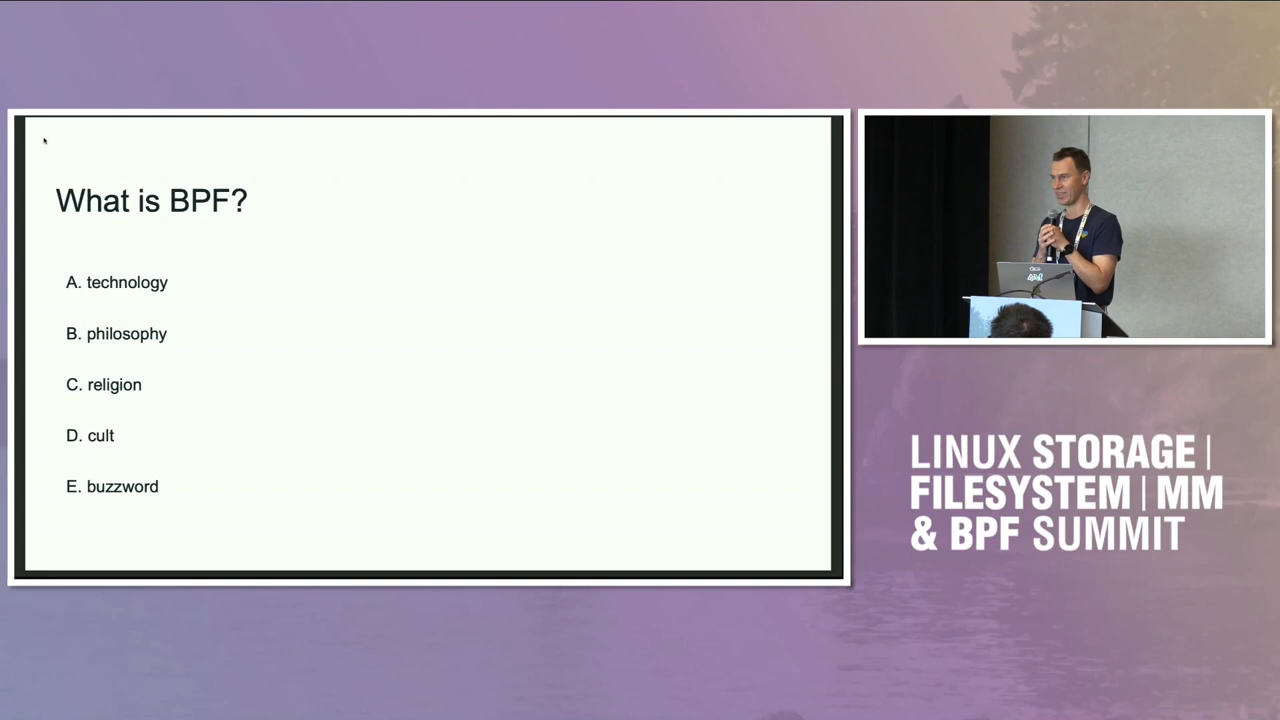 What is BPF?
A. technology
B. philosophy
C. religion
D. cult
E. buzzword
LINUX STORAGE |
FILESYSTEM | MM
& BPF SUMMIT